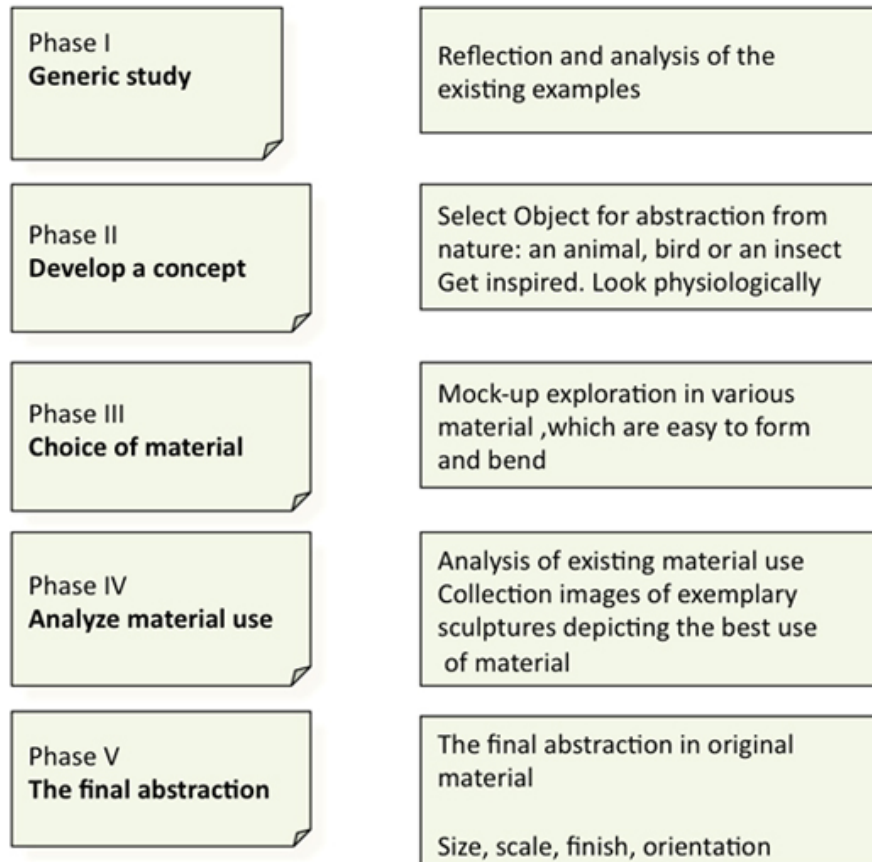 Phase I
Generic study
Reflection and analysis of the
existing examples
Phase II
Develop a concept
Select Object for abstraction from
nature: an animal, bird or an insect
Get inspired. Look physiologically
Phase III
Choice of material
Mock-up exploration in various
material ,which are easy to form
and bend
Phase IV
Analyze material use
Analysis of existing material use
Collection images of exemplary
sculptures depicting the best use
of material
Phase V
The final abstraction
The final abstraction in original
material
Size, scale, finish, orientation